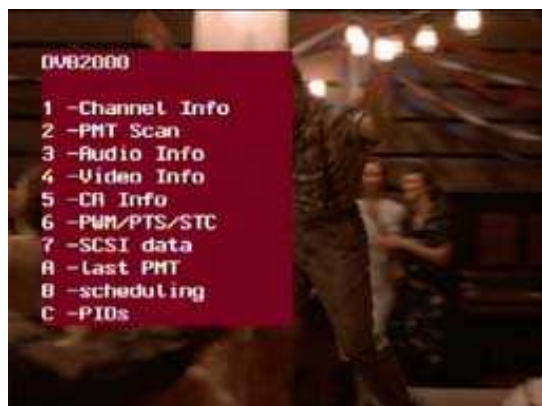 DVB2000
1 -Channel Info
2 -PMT Scan
3 -Audio Info
4 -Video Info
5 -CA Info
6 -PWM/PTS/STC
7 -SCSI data
A -last PMT
B -scheduling
C -PIOs